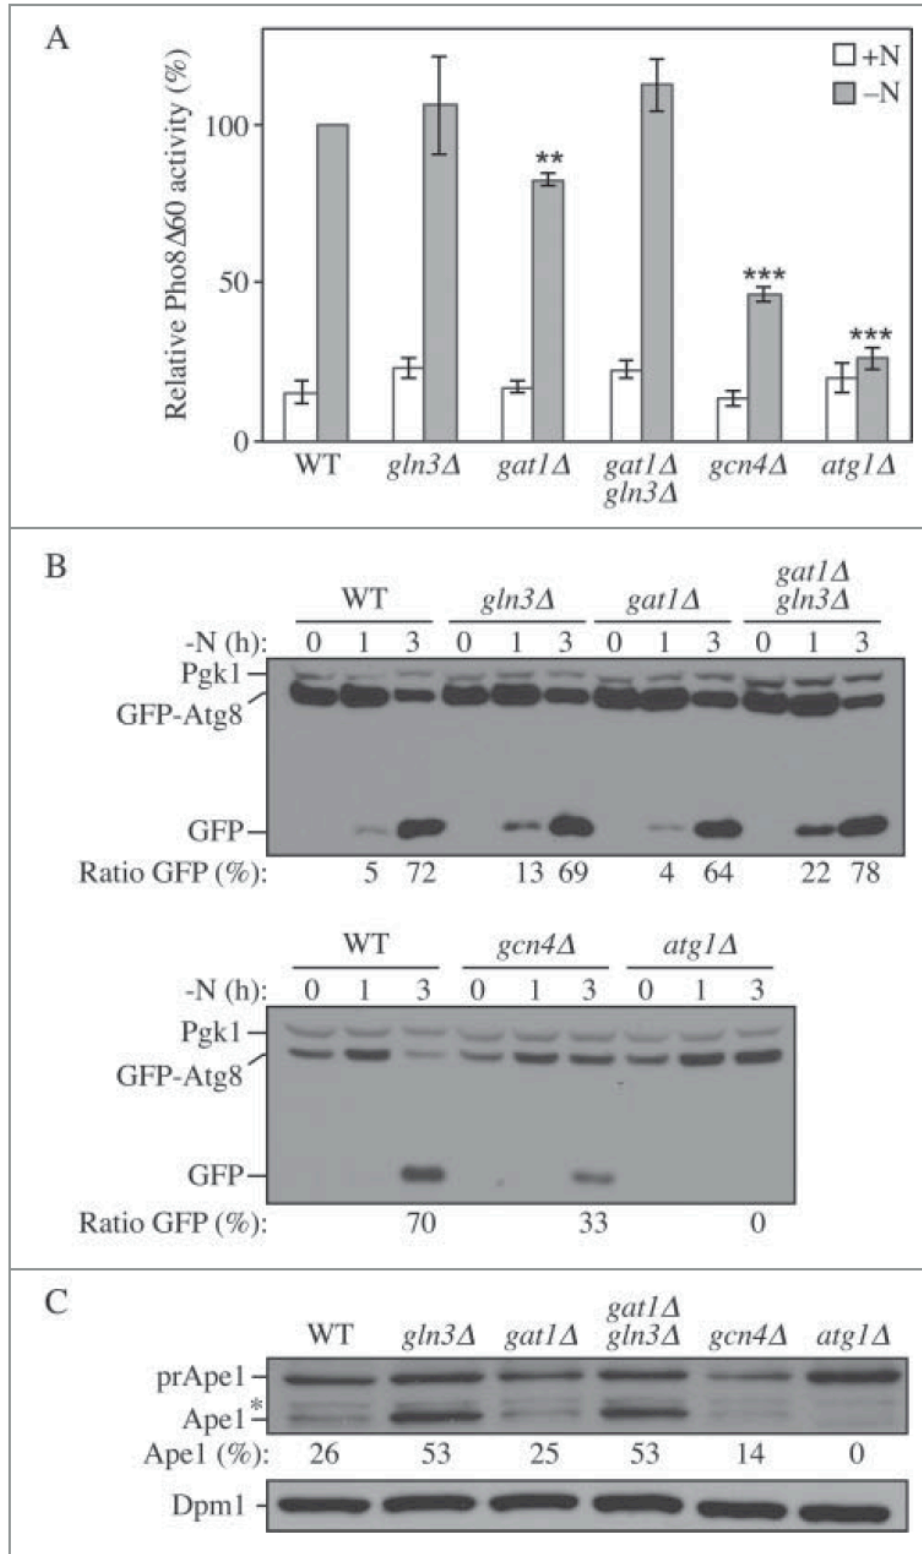 A
Relative Pho8Δ60 activity (%)
+N
–N
100
50
0
**
***
***
WT gln3Δ gat1Δ gat1Δ gln3Δ gcn4Δ atg1Δ
B
WT gln3Δ gat1Δ gat1Δ gln3Δ
-N (h): 0 1 3 0 1 3 0 1 3 0 1 3
Pgk1
GFP-Atg8
GFP
Ratio GFP (%): 5 72 13 69 4 64 22 78
WT gcn4Δ atg1Δ
-N (h): 0 1 3 0 1 3 0 1 3
Pgk1
GFP-Atg8
GFP
Ratio GFP (%): 70 33 0
C
WT gln3Δ gat1Δ gat1Δ gln3Δ gcn4Δ atg1Δ
prApe1
*
Ape1
Ape1 (%): 26 53 25 53 14 0
Dpm1